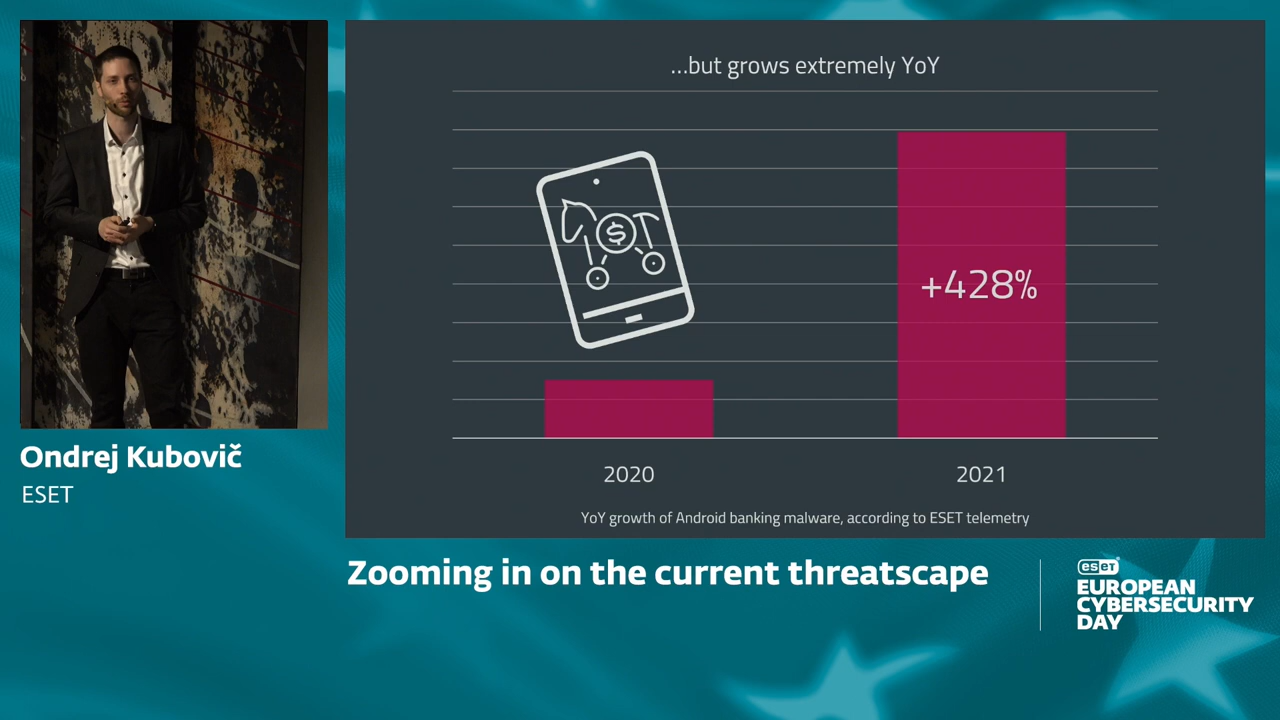 ...but grows extremely YoY
$
+428%
2020
2021
YoY growth of Android banking malware, according to ESET telemetry
Ondrej Kubovič
ESET
Zooming in on the current threatscape
eseT
EUROPEAN
CYBERSECURITY
DAY